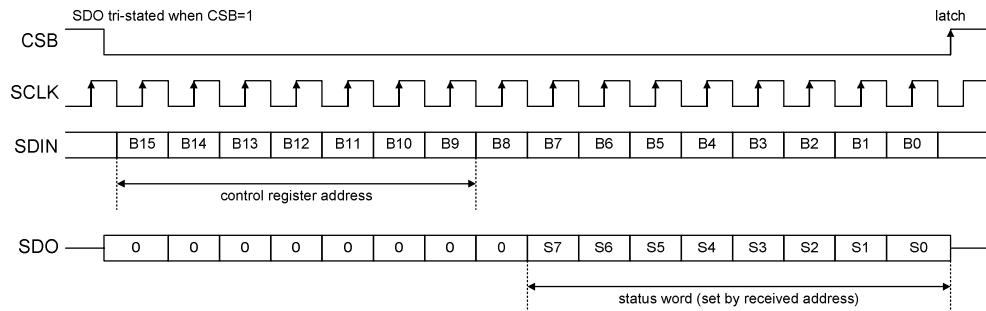 SDO tri-stated when CSB=1 latch
CSB
SCLK
SDIN B15 B14 B13 B12 B11 B10 B9 B8 B7 B6 B5 B4 B3 B2 B1 B0
control register address
SDO 0 0 0 0 0 0 0 0 S7 S6 S5 S4 S3 S2 S1 S0
status word (set by received address)